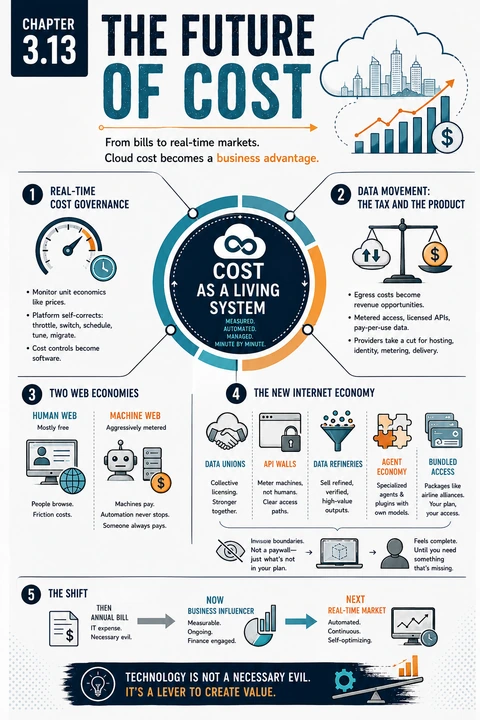 CHAPTER
3.13
THE FUTURE
OF COST
From bills to real-time markets.
Cloud cost becomes a business advantage.
$
1
REAL-TIME
COST GOVERNANCE
• Monitor unit economics
like prices.
• Platform self-corrects:
throttle, switch, schedule,
tune, migrate.
• Cost controls become
software.
COST
AS A LIVING
SYSTEM
MEASURED.
AUTOMATED.
MANAGED.
MINUTE BY MINUTE.
2
DATA MOVEMENT:
THE TAX AND THE PRODUCT
$
• Egress costs become
revenue opportunities.
• Metered access, licensed APIs,
pay-per-use data.
• Providers take a cut for hosting,
identity, metering, delivery.
3
TWO WEB ECONOMIES
HUMAN WEB
Mostly free
People browse.
Friction costs.
MACHINE WEB
Aggressively metered
$
Machines pay.
Automation never stops.
Someone always pays.
4
THE NEW INTERNET ECONOMY
DATA UNIONS
Collective
licensing.
Stronger
together.
API WALLS
Meter machines,
not humans.
Clear access
paths.
DATA REFINERIES
Sell refined,
verified,
high-value
outputs.
AGENT
ECONOMY
Specialized
agents &
plugins with
own models.
BUNDLED
ACCESS
Packages like
airline alliances.
Your plan,
your access.
Invisible boundaries.
Not a paywall—
just what's not
in your plan.
Feels complete.
Until you need
something
that's missing.
5
THE SHIFT
THEN
ANNUAL BILL
IT expense.
Necessary evil.
$
NOW
BUSINESS INFLUENCER
Measurable.
Ongoing.
Finance engaged.
NEXT
REAL-TIME MARKET
Automated.
Continuous.
Self-optimizing.
TECHNOLOGY IS NOT A NECESSARY EVIL.
IT'S A LEVER TO CREATE VALUE.